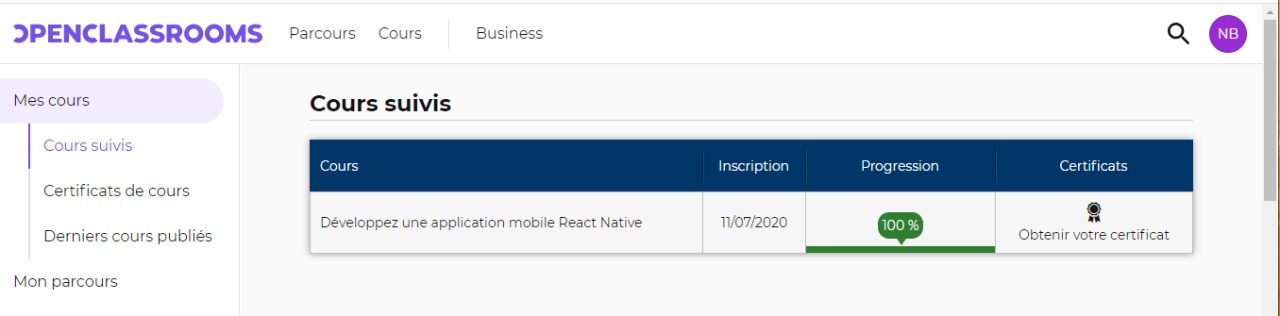 OPENCLASSROOMS Parcours Cours Business NB
Mes cours
Cours suivis
Certificats de cours
Derniers cours publiés
Mon parcours
Cours suivis
Cours Inscription Progression Certificats
Développez une application mobile React Native 11/07/2020 100 % Obtenir votre certificat